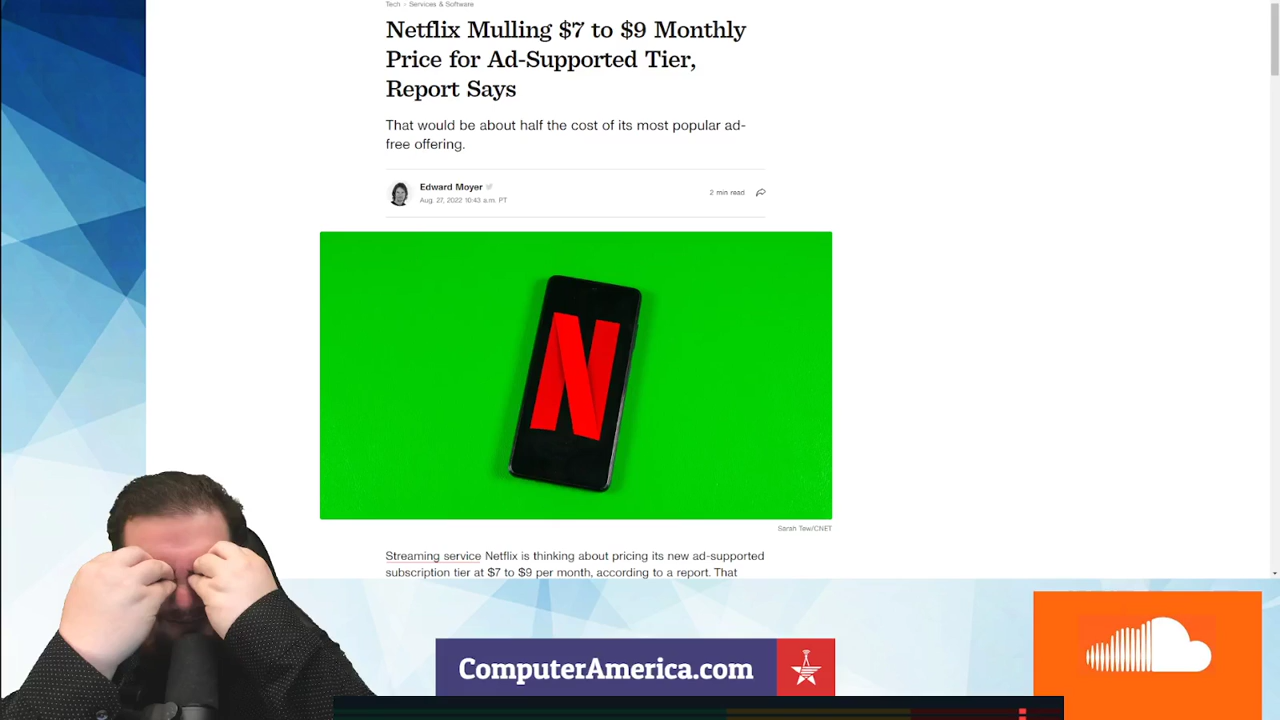 Tech > Services & Software
Netflix Mulling $7 to $9 Monthly
Price for Ad-Supported Tier,
Report Says
That would be about half the cost of its most popular ad-
free offering.
Edward Moyer
Aug. 27, 2022 10:43 a.m. PT
2 min read
N
Sarah Tew/CNET
Streaming service Netflix is thinking about pricing its new ad-supported
subscription tier at $7 to $9 per month, according to a report. That
ComputerAmerica.com